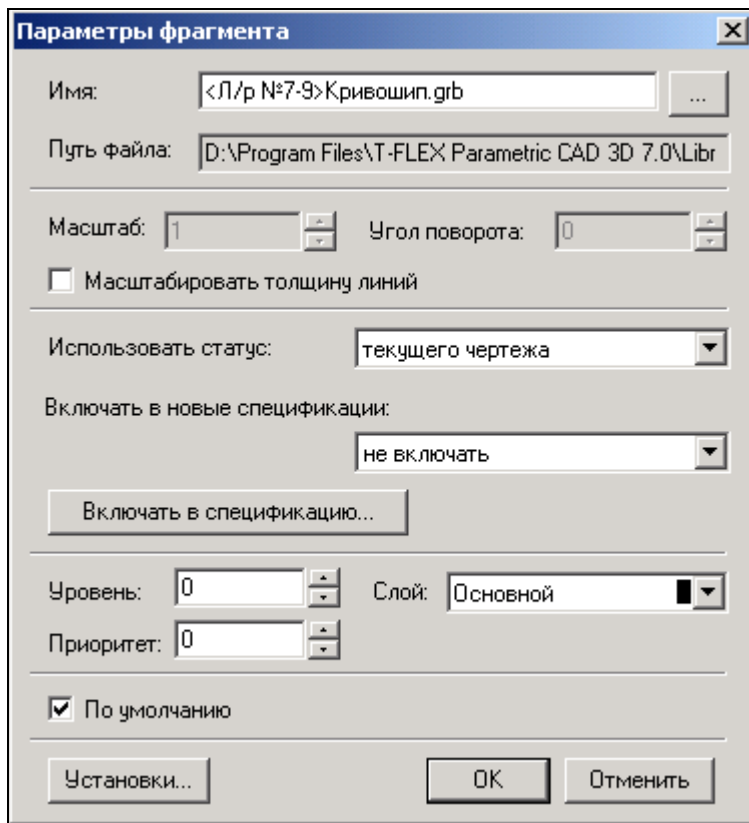 Параметры фрагмента
Имя: <Л/р №7-9>Кривошип.grb ...
Путь файла: D:\Program Files\T-FLEX Parametric CAD 3D 7.0\Libr
Масштаб: 1 Угол поворота: 0
Масштабировать толщину линий
Использовать статус: текущего чертежа
Включать в новые спецификации:
не включать
Включать в спецификацию...
Уровень: 0 Слой: Основной
Приоритет: 0
По умолчанию
Установки... OK Отменить